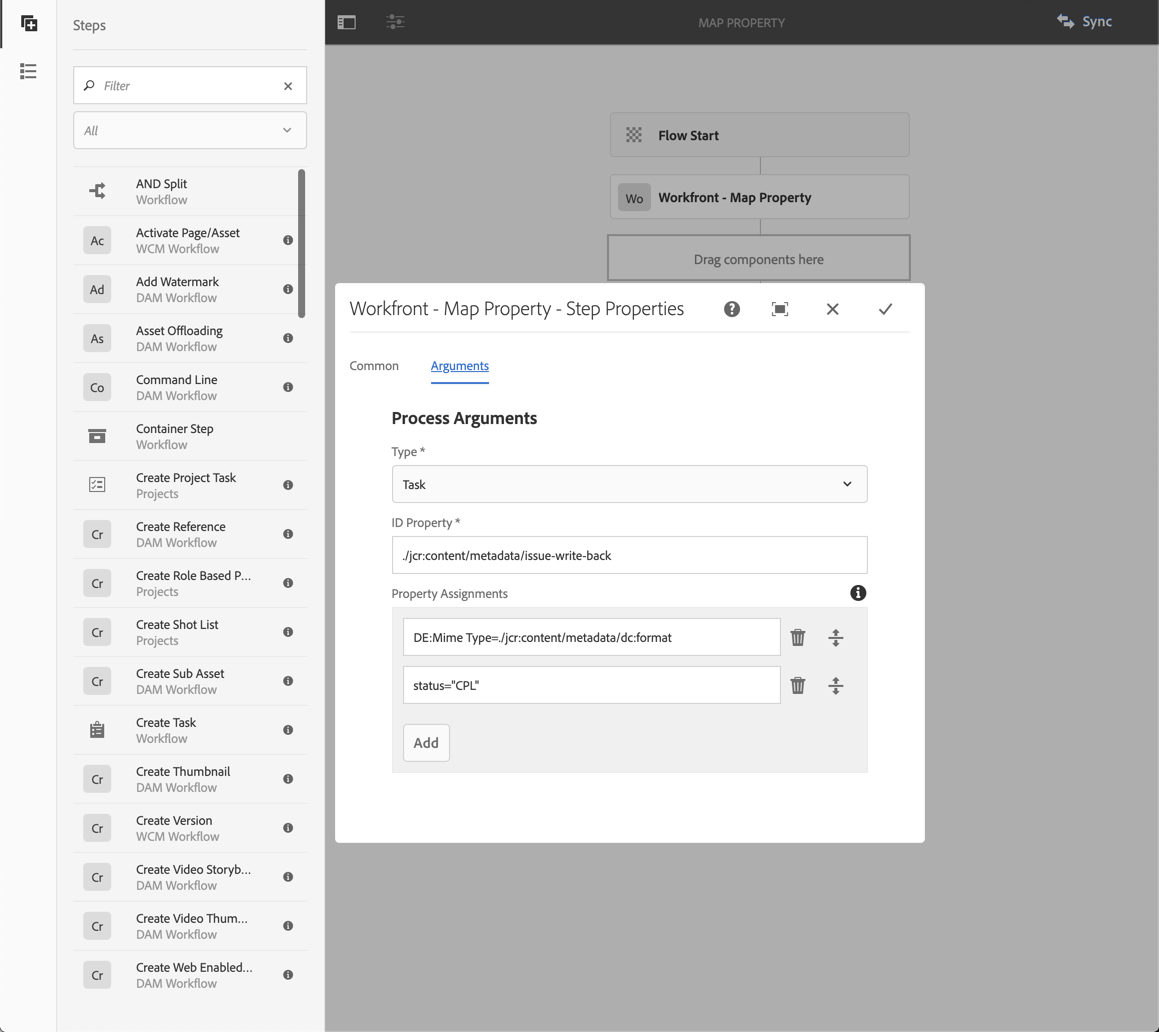 Steps
Filter
All
AND Split
Workflow
Ac
Activate Page/Asset
WCM Workflow
Ad
Add Watermark
DAM Workflow
As
Asset Offloading
DAM Workflow
Co
Command Line
DAM Workflow
Container Step
Workflow
Create Project Task
Projects
Cr
Create Reference
DAM Workflow
Cr
Create Role Based P...
Projects
Cr
Create Shot List
Projects
Cr
Create Sub Asset
DAM Workflow
Create Task
Workflow
Cr
Create Thumbnail
DAM Workflow
Cr
Create Version
WCM Workflow
Cr
Create Video Storyb...
DAM Workflow
Cr
Create Video Thum...
DAM Workflow
Cr
Create Web Enabled...
DAM Workflow
MAP PROPERTY
Sync
Flow Start
Wo
Workfront - Map Property
Drag components here
Workfront - Map Property - Step Properties
Common
Arguments
Process Arguments
Type *
Task
ID Property *
./jcr:content/metadata/issue-write-back
Property Assignments
DE:Mime Type=./jcr:content/metadata/dc:format
status="CPL"
Add